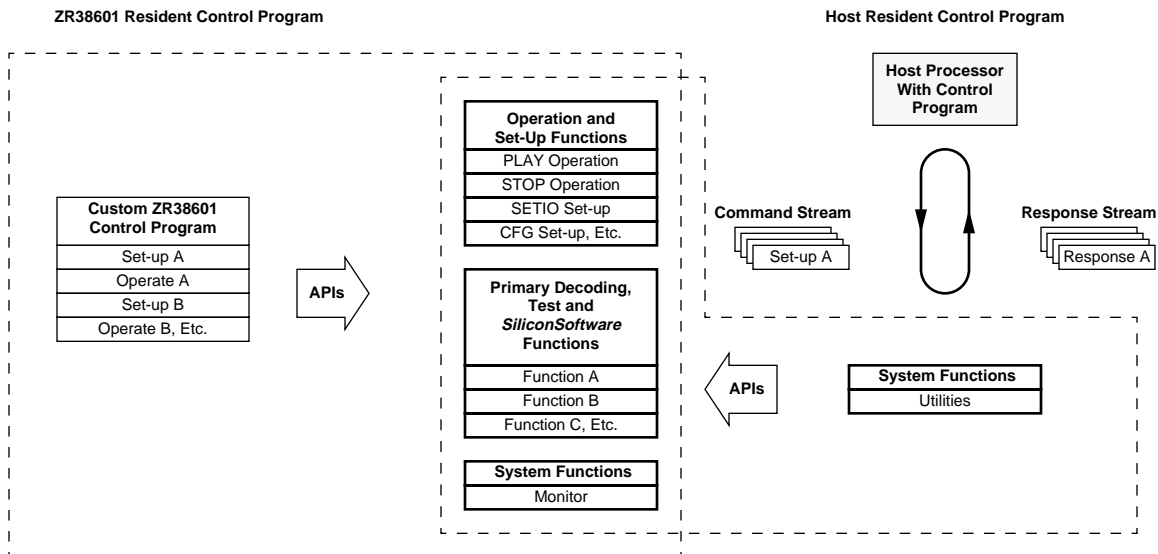 ZR38601 Resident Control Program
Host Resident Control Program
Host Processor
With Control
Program
Operation and
Set-Up Functions
PLAY Operation
STOP Operation
SETIO Set-up
CFG Set-up, Etc.
Custom ZR38601
Control Program
Set-up A
Operate A
Set-up B
Operate B, Etc.
APIs
Command Stream
Set-up A
Response Stream
Response A
Primary Decoding,
Test and
SiliconSoftware
Functions
Function A
Function B
Function C, Etc.
APIs
System Functions
Utilities
System Functions
Monitor